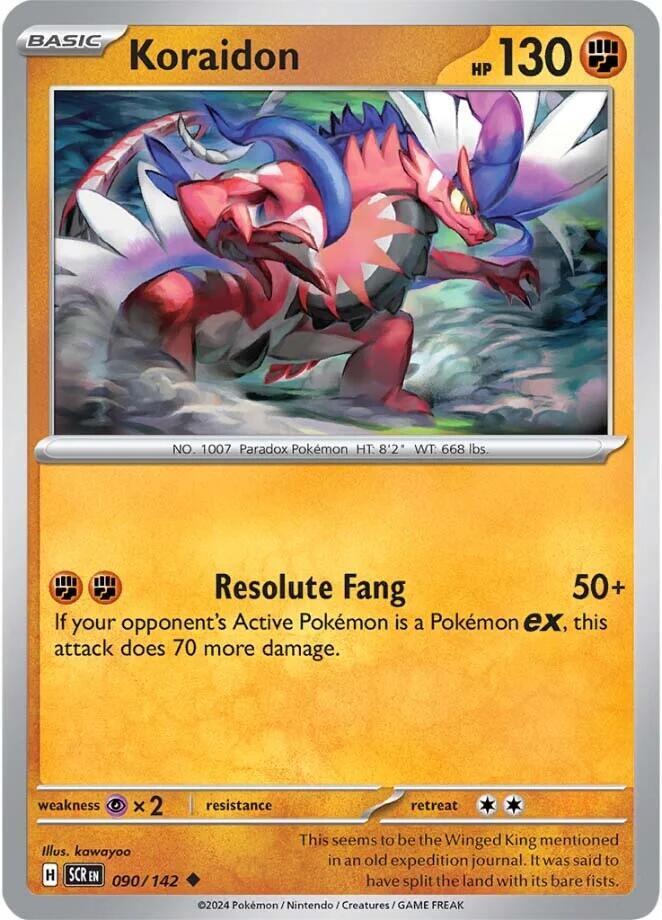 BASIC
Koraidon
HP 130
NO. 1007 Paradox Pokémon HT: 8'2" WT: 668 lbs.
Resolute Fang 50+
If your opponent's Active Pokémon is a Pokémon ex, this
attack does 70 more damage.
weakness ×2 resistance retreat
Illus. kawayoo
H SCR EN 090/142
This seems to be the Winged King mentioned
in an old expedition journal. It was said to
have split the land with its bare fists.
©2024 Pokémon / Nintendo / Creatures / GAME FREAK